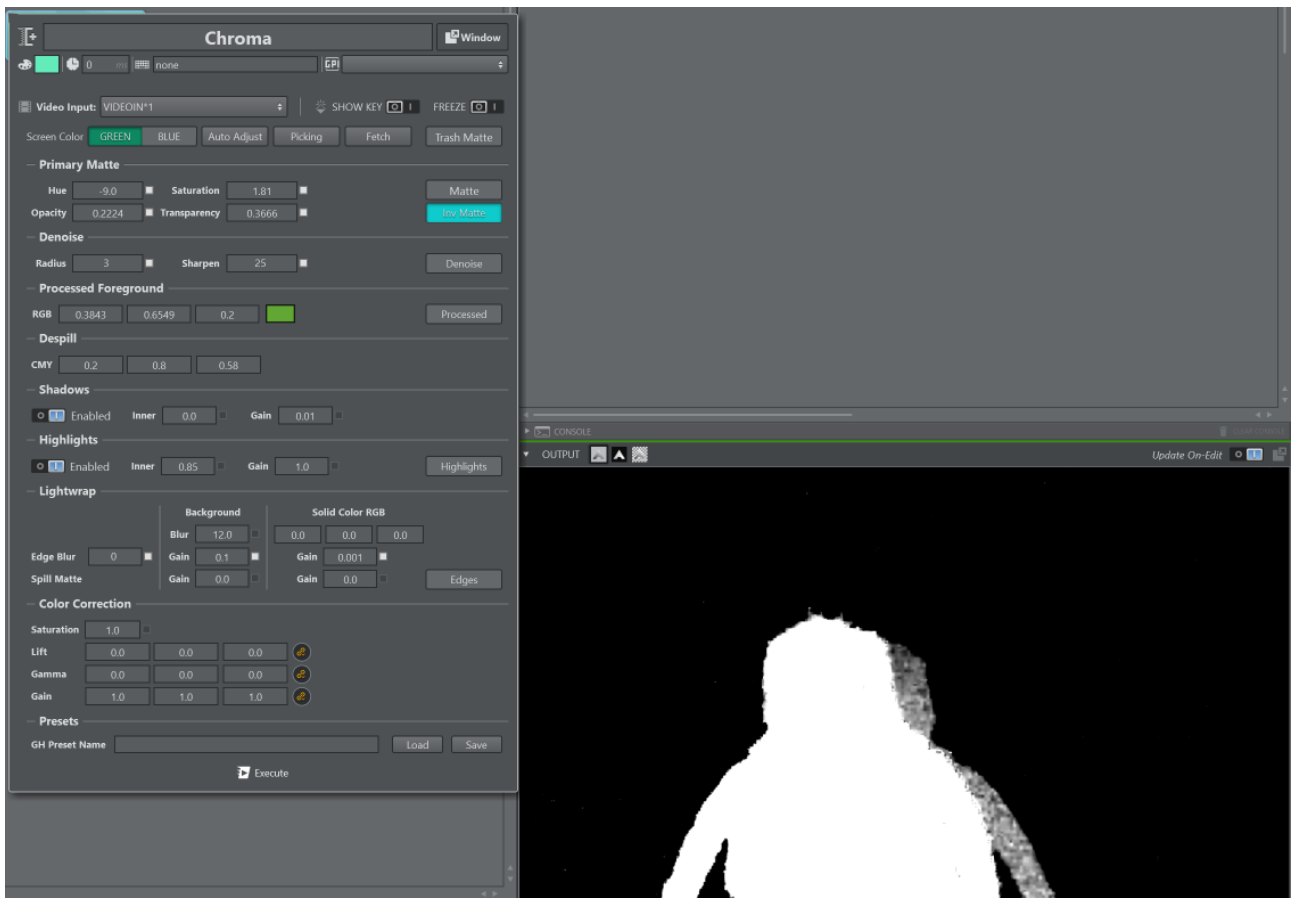 Chroma
Window
0
none
GPI
Video Input: VIDEOIN*1 SHOW KEY FREEZE
Screen Color GREEN BLUE Auto Adjust Picking Fetch Trash Matte
Primary Matte
Hue -9.0 Saturation 1.81 Matte
Opacity 0.2224 Transparency 0.3666 Inv Matte
Denoise
Radius 3 Sharpen 25 Denoise
Processed Foreground
RGB 0.3843 0.6549 0.2 Processed
Despill
CMY 0.2 0.8 0.58
Shadows
Enabled Inner 0.0 Gain 0.01
Highlights
Enabled Inner 0.85 Gain 1.0 Highlights
Lightwrap
Background Solid Color RGB
Blur 12.0 0.0 0.0 0.0
Edge Blur 0 Gain 0.1 Gain 0.001
Spill Matte Gain 0.0 Gain 0.0 Edges
Color Correction
Saturation 1.0
Lift 0.0 0.0 0.0
Gamma 0.0 0.0 0.0
Gain 1.0 1.0 1.0
Presets
GH Preset Name Load Save
Execute
CONSOLE CLEAR CONSOLE
OUTPUT Update On-Edit